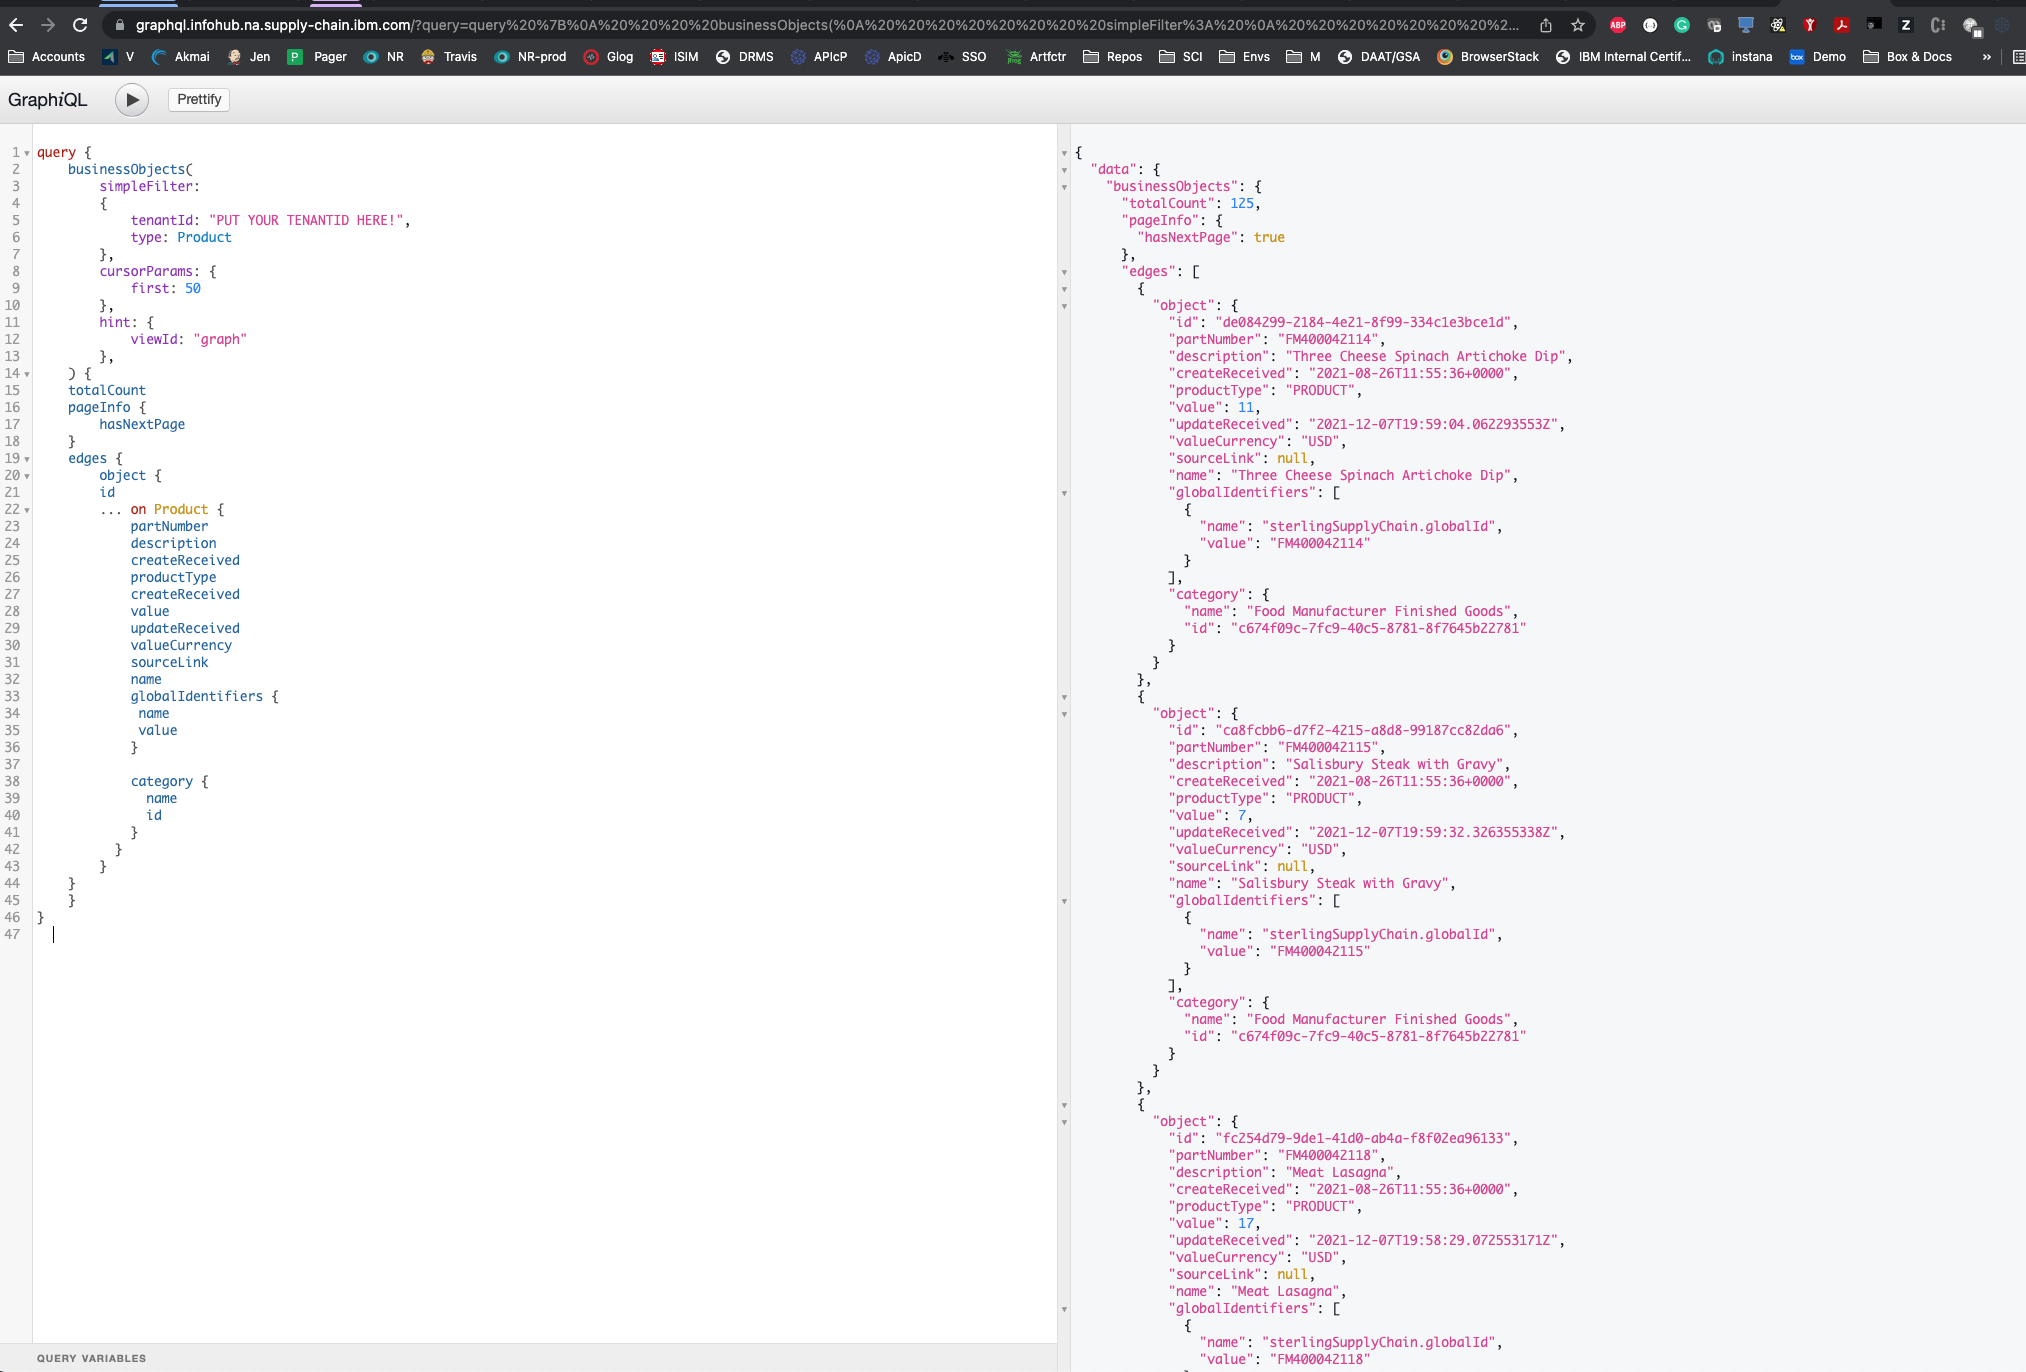 graphql.infohub.na.supply-chain.ibm.com/?query=query%20%7B%0A%20%20%20%20businessObjects(%0A%20%20%20%20%20%20%20%20simpleFilter%3A%20%0A%20%20%20%20%20%20%20%20%2...
Accounts V Akmai Jen Pager NR Travis NR-prod Glog ISIM DRMS APIcP ApicD SSO Artfctr Repos SCI Envs M DAAT/GSA BrowserStack IBM Internal Certif... instana Demo Box & Docs »
GraphiQL Prettify
1 query {
2 businessObjects(
3 simpleFilter:
4 {
5 tenantId: "PUT YOUR TENANTID HERE!",
6 type: Product
7 },
8 cursorParams: {
9 first: 50
10 },
11 hint: {
12 viewId: "graph"
13 },
14 ) {
15 totalCount
16 pageInfo {
17 hasNextPage
18 }
19 edges {
20 object {
21 id
22 ... on Product {
23 partNumber
24 description
25 createReceived
26 productType
27 createReceived
28 value
29 updateReceived
30 valueCurrency
31 sourceLink
32 name
33 globalIdentifiers {
34 name
35 value
36 }
37
38 category {
39 name
40 id
41 }
42 }
43 }
44 }
45 }
46 }
47
QUERY VARIABLES
{
"data": {
"businessObjects": {
"totalCount": 125,
"pageInfo": {
"hasNextPage": true
},
"edges": [
{
"object": {
"id": "de084299-2184-4e21-8f99-334c1e3bce1d",
"partNumber": "FM400042114",
"description": "Three Cheese Spinach Artichoke Dip",
"createReceived": "2021-08-26T11:55:36+0000",
"productType": "PRODUCT",
"value": 11,
"updateReceived": "2021-12-07T19:59:04.062293553Z",
"valueCurrency": "USD",
"sourceLink": null,
"name": "Three Cheese Spinach Artichoke Dip",
"globalIdentifiers": [
{
"name": "sterlingSupplyChain.globalId",
"value": "FM400042114"
}
],
"category": {
"name": "Food Manufacturer Finished Goods",
"id": "c674f09c-7fc9-40c5-8781-8f7645b22781"
}
}
},
{
"object": {
"id": "ca8fcbb6-d7f2-4215-a8d8-99187cc82da6",
"partNumber": "FM400042115",
"description": "Salisbury Steak with Gravy",
"createReceived": "2021-08-26T11:55:36+0000",
"productType": "PRODUCT",
"value": 7,
"updateReceived": "2021-12-07T19:59:32.326355338Z",
"valueCurrency": "USD",
"sourceLink": null,
"name": "Salisbury Steak with Gravy",
"globalIdentifiers": [
{
"name": "sterlingSupplyChain.globalId",
"value": "FM400042115"
}
],
"category": {
"name": "Food Manufacturer Finished Goods",
"id": "c674f09c-7fc9-40c5-8781-8f7645b22781"
}
}
},
{
"object": {
"id": "fc254d79-9de1-41d0-ab4a-f8f02ea96133",
"partNumber": "FM400042118",
"description": "Meat Lasagna",
"createReceived": "2021-08-26T11:55:36+0000",
"productType": "PRODUCT",
"value": 17,
"updateReceived": "2021-12-07T19:58:29.072553171Z",
"valueCurrency": "USD",
"sourceLink": null,
"name": "Meat Lasagna",
"globalIdentifiers": [
{
"name": "sterlingSupplyChain.globalId",
"value": "FM400042118"